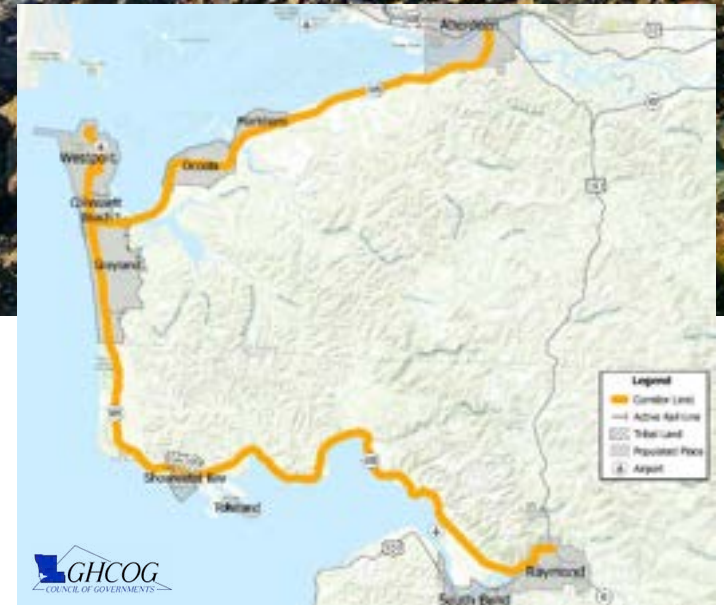 Aberdeen
Markham
Ocosta
Westport
Grayland
Shoalwater Bay
Tokeland
Raymond
South Bend
Legend
Corridor Limits
Active Rail Line
Tribal Land
Populated Place
Airport
GHCOG
COUNCIL OF GOVERNMENTS